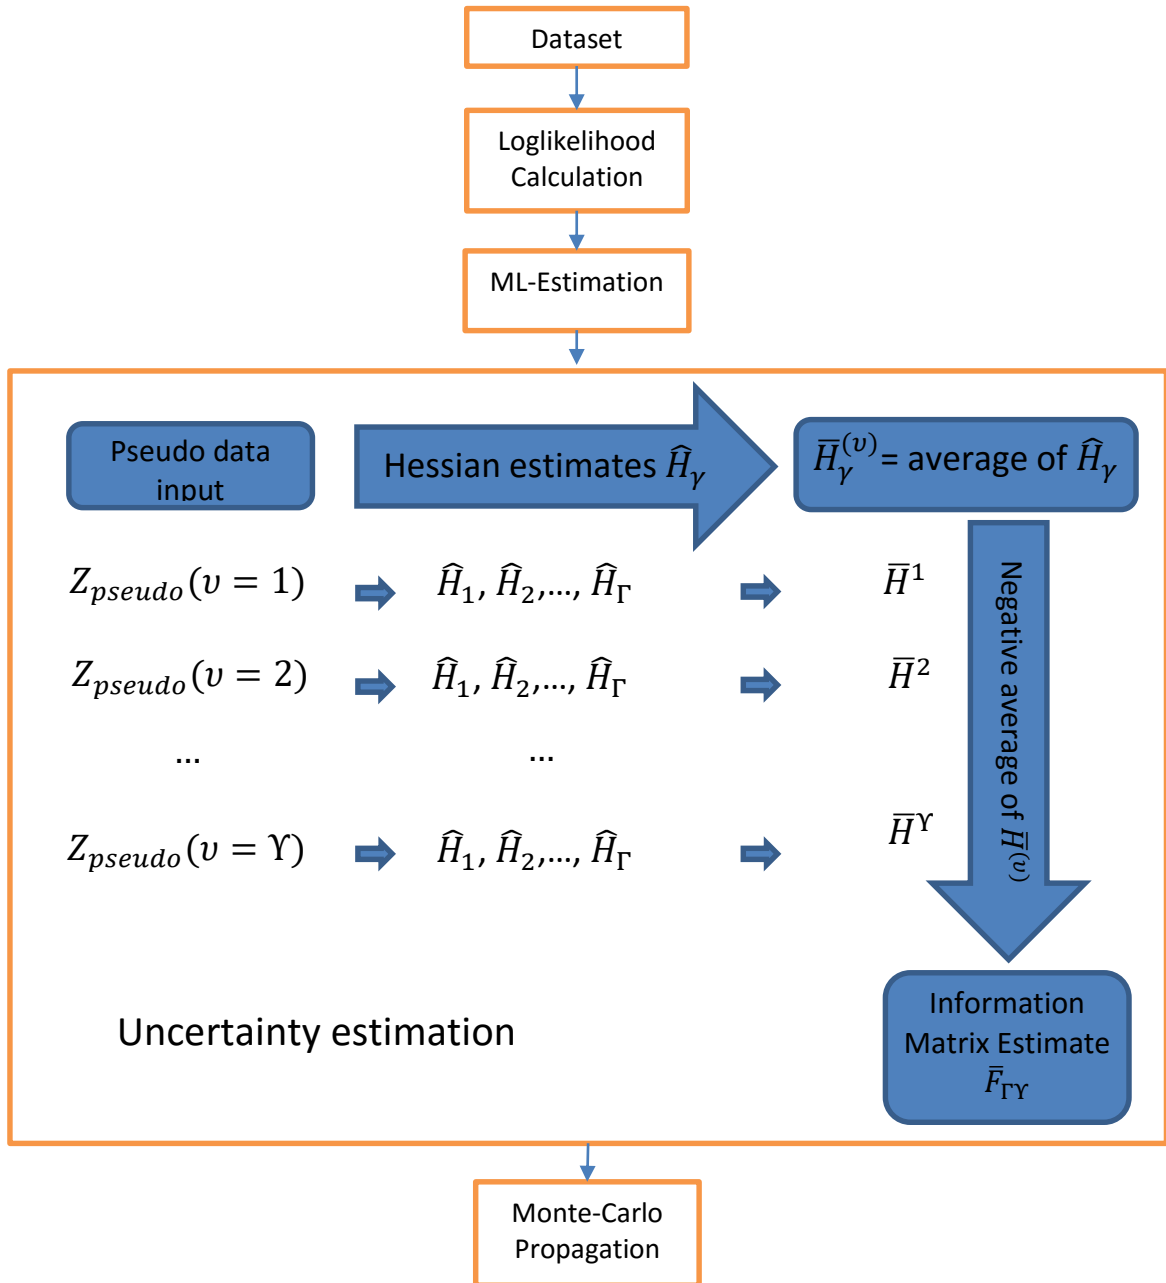 Dataset
Loglikelihood
Calculation
ML-Estimation
Pseudo data
input
Hessian estimates Ĥ_γ
H̅_γ^(υ) = average of Ĥ_γ
Z_pseudo(υ = 1)
Ĥ_1, Ĥ_2,..., Ĥ_Γ
H̅^1
Z_pseudo(υ = 2)
Ĥ_1, Ĥ_2,..., Ĥ_Γ
H̅^2
...
...
Z_pseudo(υ = ϒ)
Ĥ_1, Ĥ_2,..., Ĥ_Γ
H̅^ϒ
Negative average of H̅^(υ)
Uncertainty estimation
Information
Matrix Estimate
F̅_Γϒ
Monte-Carlo
Propagation